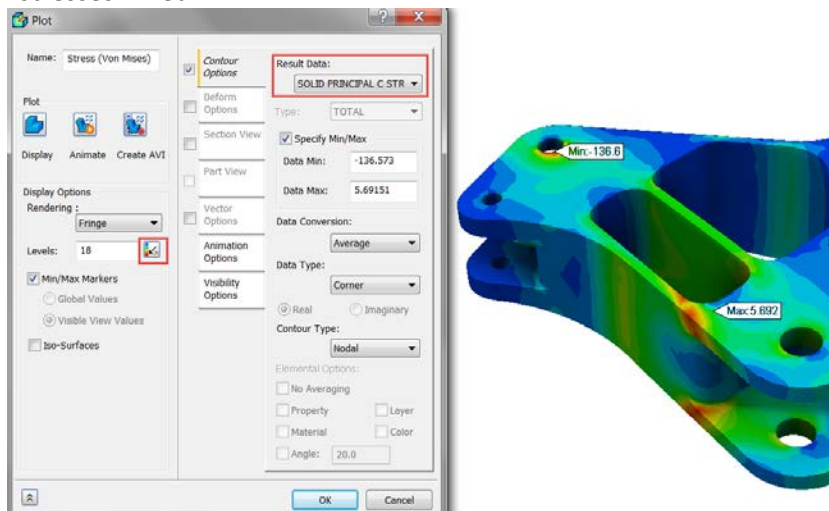 Plot
Name: Stress (Von Mises)
Plot
Display Animate Create AVI
Display Options
Rendering :
Fringe
Levels: 18
Min/Max Markers
Global Values
Visible View Values
Iso-Surfaces
Contour Options
Deform Options
Section View
Part View
Vector Options
Animation Options
Visibility Options
Result Data:
SOLID PRINCIPAL C STR
Type: TOTAL
Specify Min/Max
Data Min: -136.573
Data Max: 5.69151
Data Conversion:
Average
Data Type:
Corner
Real Imaginary
Contour Type:
Nodal
Elemental Options:
No Averaging
Property Layer
Material Color
Angle: 20.0
OK Cancel
Min:-136.6
Max:5.692